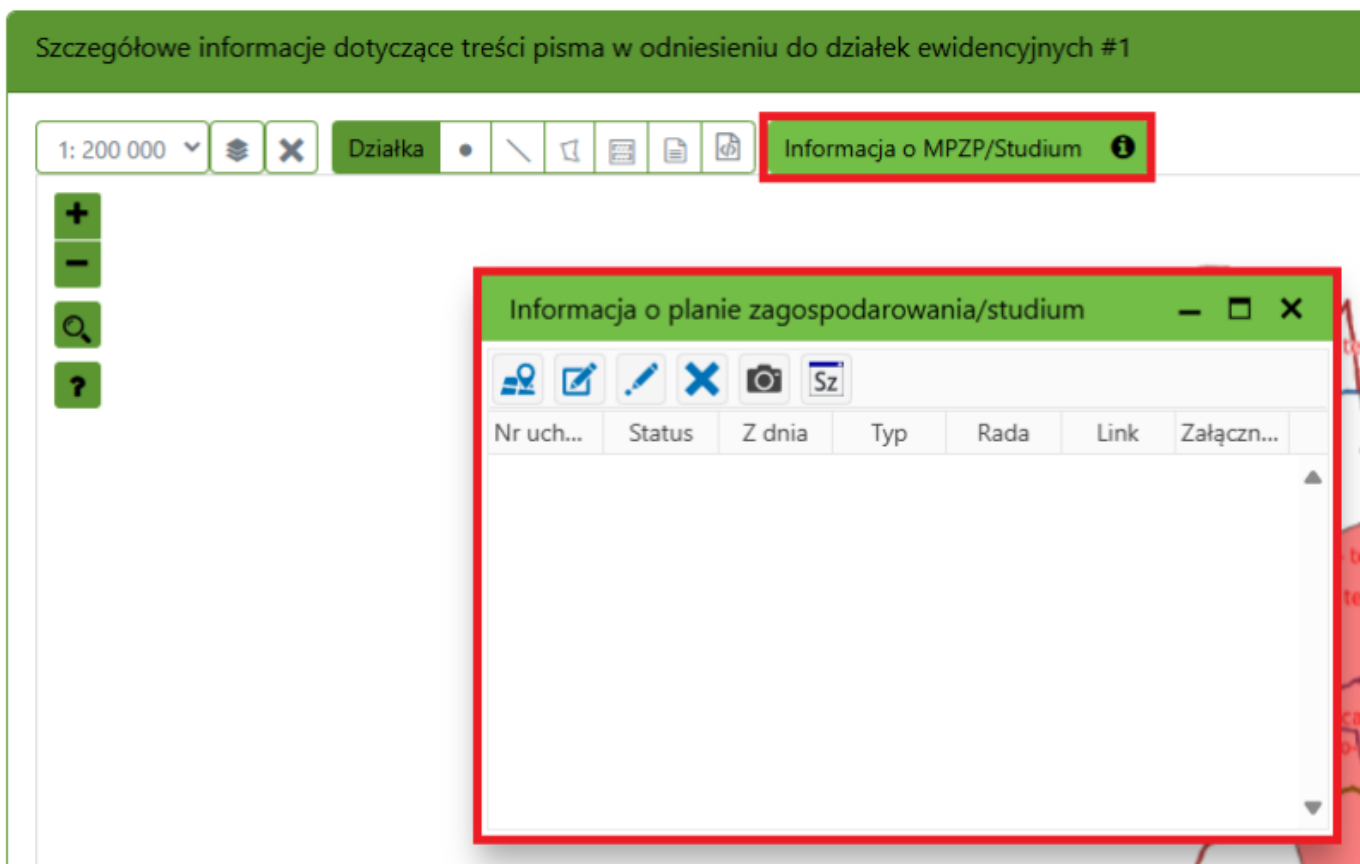 Szczegółowe informacje dotyczące treści pisma w odniesieniu do działek ewidencyjnych #1
1: 200 000 Działka Informacja o MPZP/Studium
Informacja o planie zagospodarowania/studium
Sz
Nr uch... Status Z dnia Typ Rada Link Załączn...